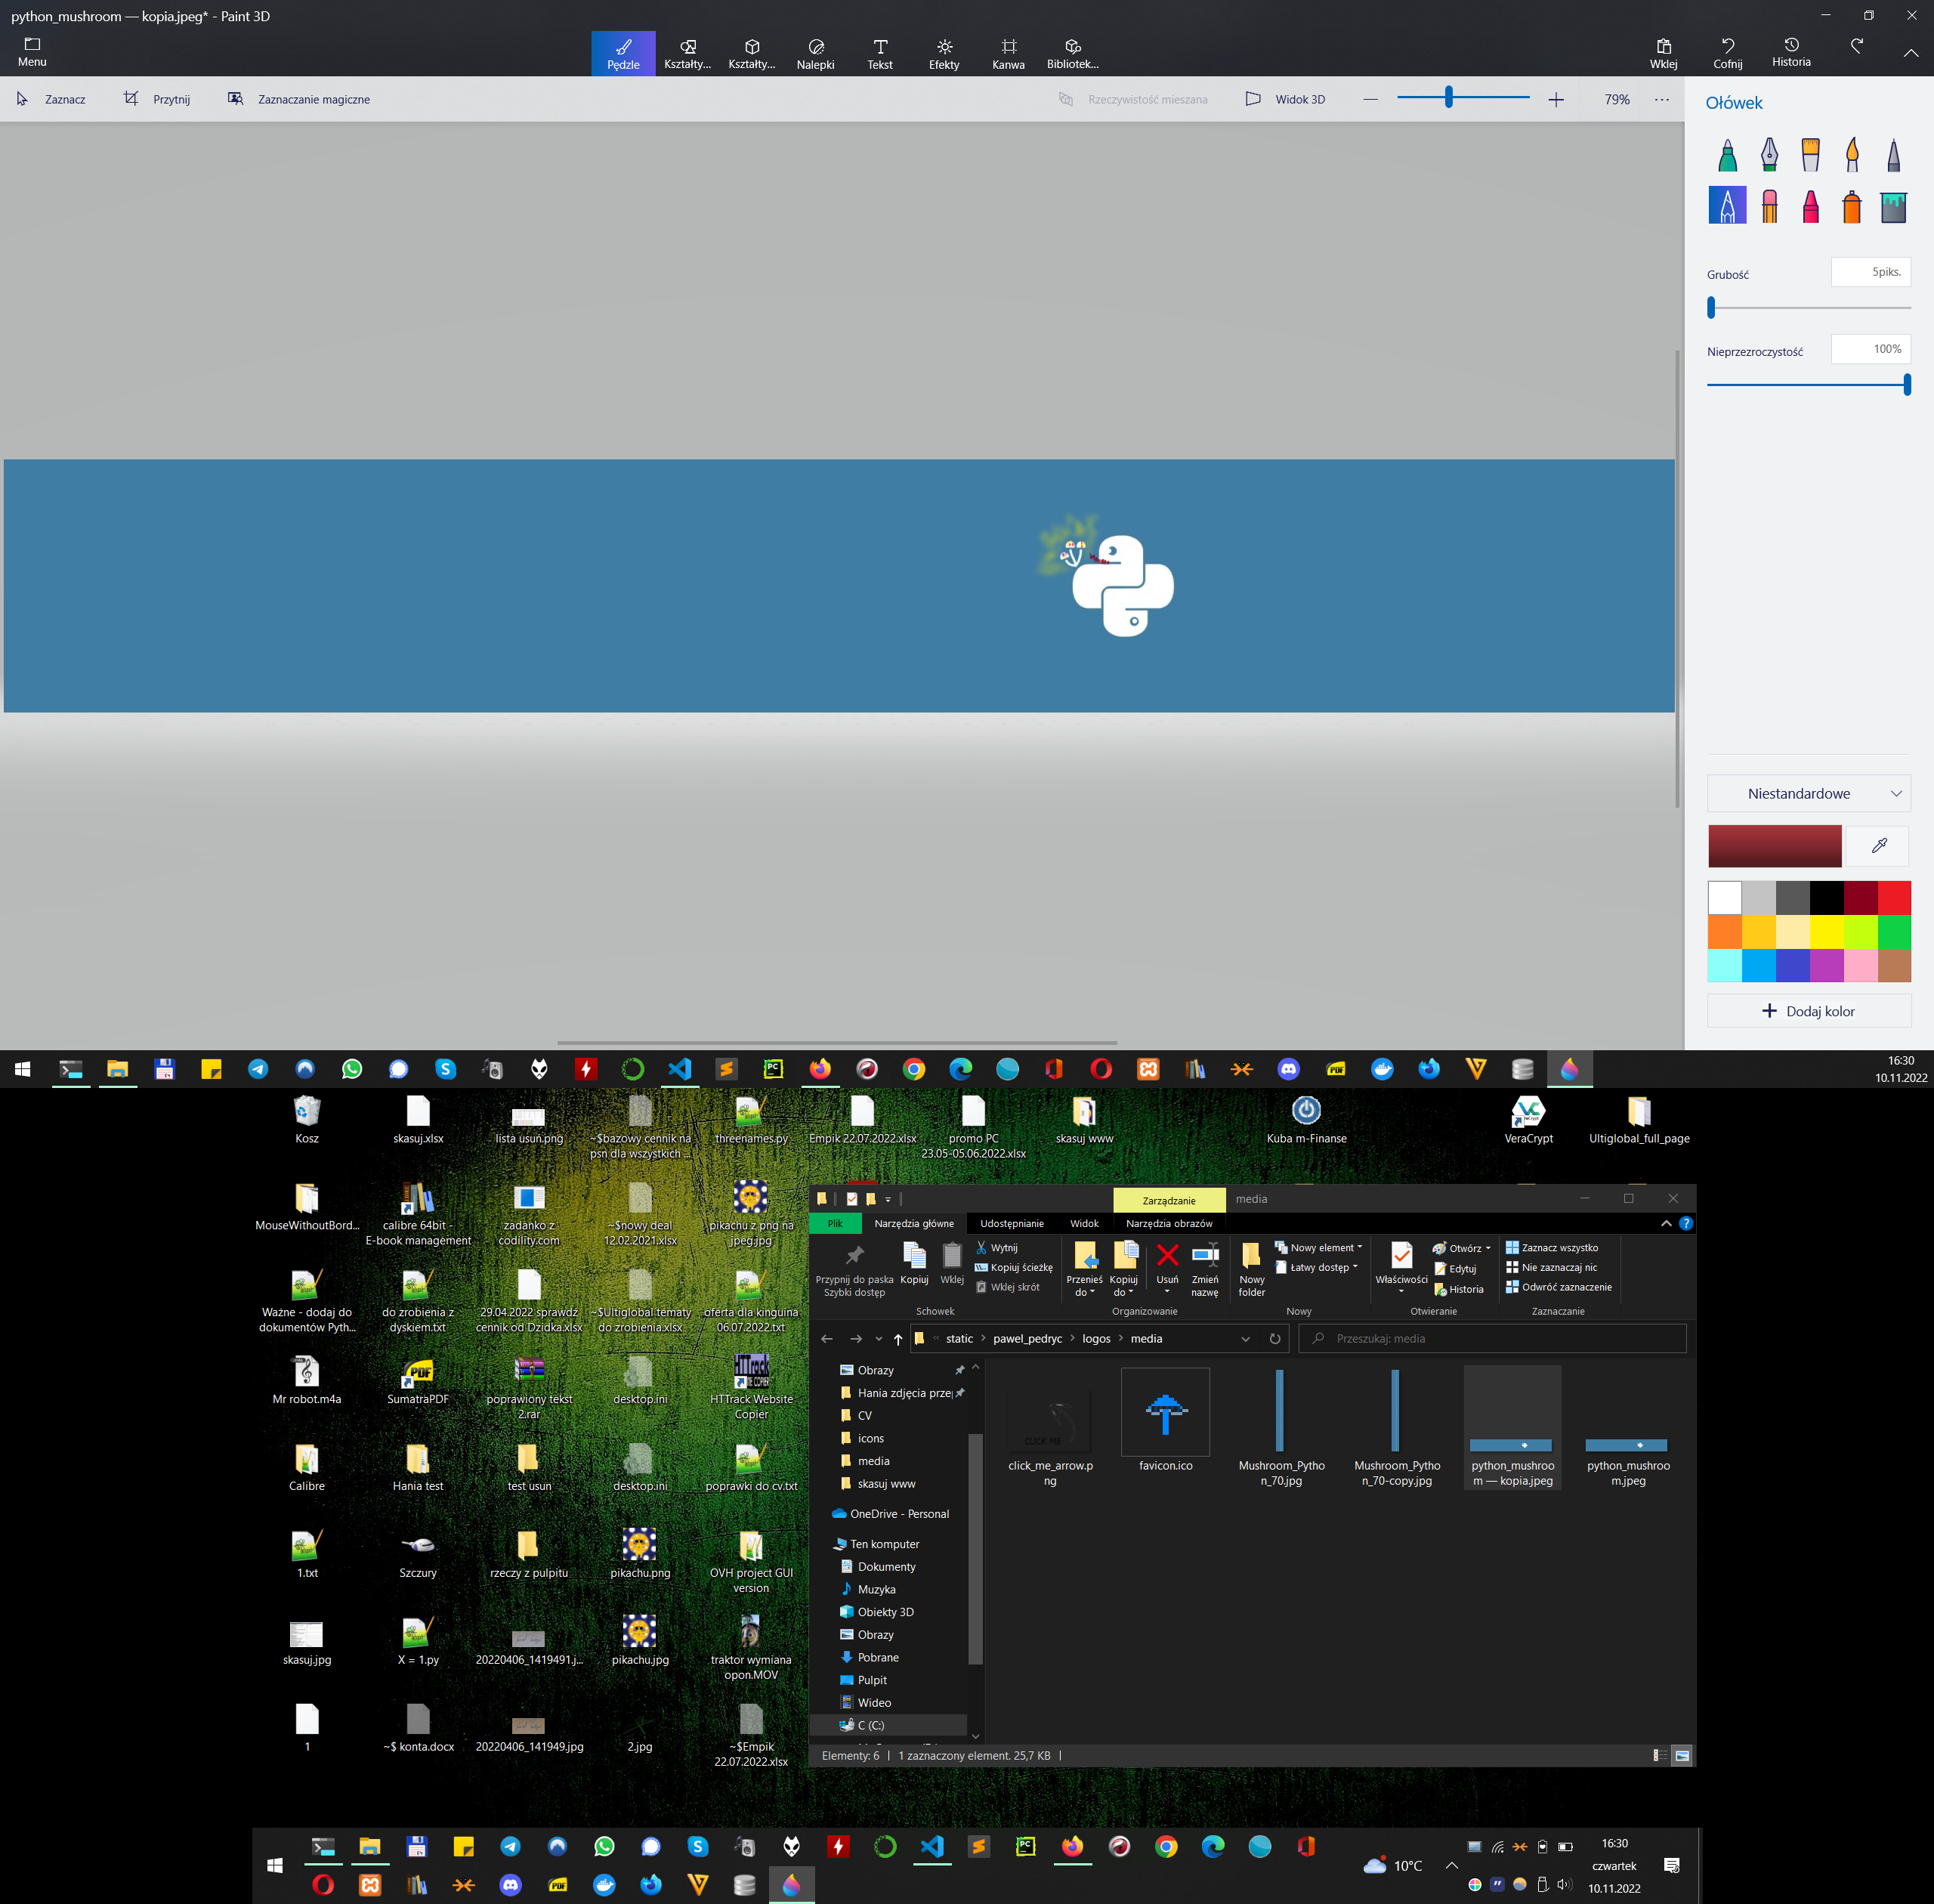 python_mushroom — kopia.jpeg* - Paint 3D
Menu
Pędzle
Kształty...
Kształty...
Nalepki
Tekst
Efekty
Kanwa
Bibliotek...
Wklej
Cofnij
Historia
Zaznacz
Przytnij
Zaznaczanie magiczne
Rzeczywistość mieszana
Widok 3D
79%
Ołówek
Grubość
5piks.
Nieprzezroczystość
100%
Niestandardowe
Dodaj kolor
16:30
10.11.2022
Kosz
skasuj.xlsx
lista usuń.png
~$bazowy cennik na
psn dla wszystkich ...
threenames.py
Empik 22.07.2022.xlsx
promo PC
23.05-05.06.2022.xlsx
skasuj www
Kuba m-Finanse
VeraCrypt
Ultiglobal_full_page
MouseWithoutBord...
calibre 64bit -
E-book management
zadanko z
codility.com
~$nowy deal
12.02.2021.xlsx
pikachu z png na
jpeg.jpg
Ważne - dodaj do
dokumentów Pyth...
do zrobienia z
dyskiem.txt
29.04.2022 sprawdz
cennik od Dzidka.xlsx
~$Ultiglobal tematy
do zrobienia.xlsx
oferta dla kinguina
06.07.2022.txt
Mr robot.m4a
SumatraPDF
poprawiony tekst
2.rar
desktop.ini
HTTrack Website
Copier
Calibre
Hania test
test usun
desktop.ini
poprawki do cv.txt
1.txt
Szczury
rzeczy z pulpitu
pikachu.png
OVH project GUI
version
skasuj.jpg
X = 1.py
20220406_1419491.j...
pikachu.jpg
traktor wymiana
opon.MOV
1
~$ konta.docx
20220406_141949.jpg
2.jpg
~$Empik
22.07.2022.xlsx
Zarządzanie
media
Plik
Narzędzia główne
Udostępnianie
Widok
Narzędzia obrazów
Przypnij do paska
Szybki dostęp
Kopiuj
Wklej
Wytnij
Kopiuj ścieżkę
Wklej skrót
Schowek
Przenieś
do
Kopiuj
do
Usuń
Zmień
nazwę
Organizowanie
Nowy
folder
Nowy element
Łatwy dostęp
Nowy
Właściwości
Otwórz
Edytuj
Historia
Otwieranie
Zaznacz wszystko
Nie zaznaczaj nic
Odwróć zaznaczenie
Zaznaczanie
static
pawel_pedryc
logos
media
Przeszukaj: media
Obrazy
Hania zdjęcia prze
CV
icons
media
skasuj www
OneDrive - Personal
Ten komputer
Dokumenty
Muzyka
Obiekty 3D
Obrazy
Pobrane
Pulpit
Wideo
C (C:)
CLICK ME
click_me_arrow.p
ng
favicon.ico
Mushroom_Pytho
n_70.jpg
Mushroom_Pytho
n_70-copy.jpg
python_mushroo
m — kopia.jpeg
python_mushroo
m.jpeg
Elementy: 6
1 zaznaczony element. 25,7 KB
10°C
16:30
czwartek
10.11.2022